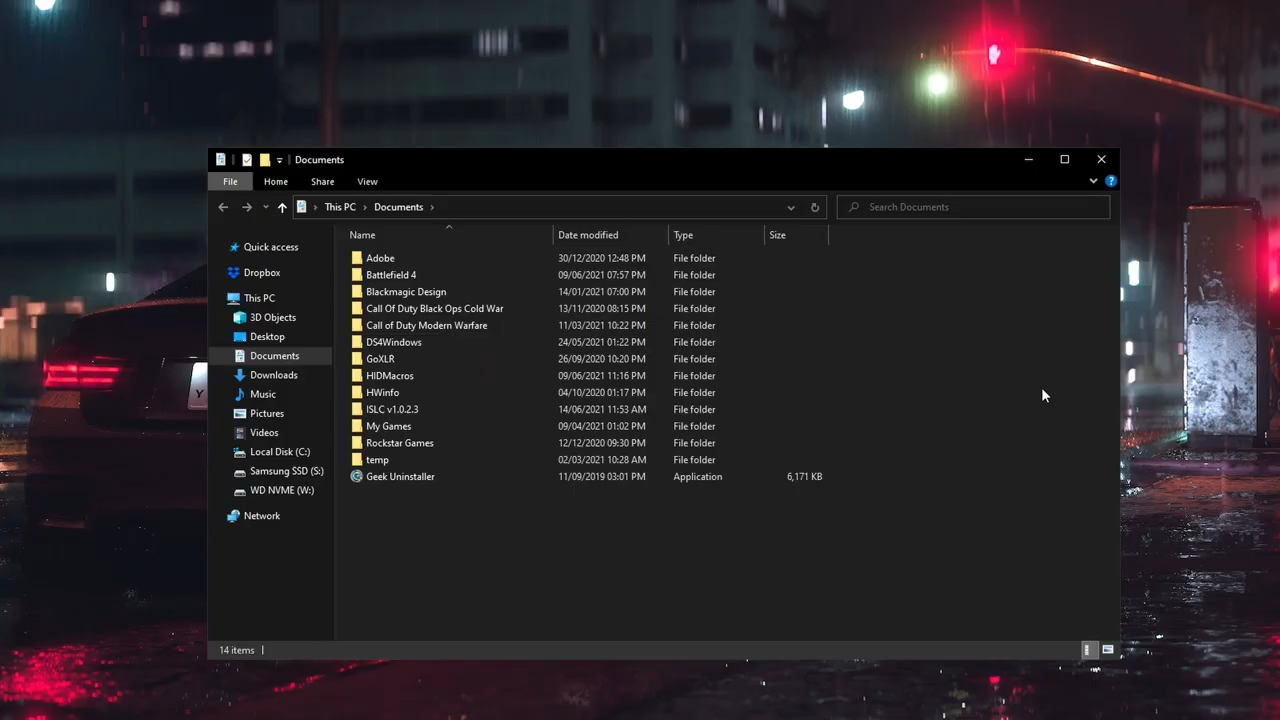 Documents
File Home Share View
This PC Documents
Search Documents
Quick access
Dropbox
This PC
3D Objects
Desktop
Documents
Downloads
Music
Pictures
Videos
Local Disk (C:)
Samsung SSD (S:)
WD NVME (W:)
Network
Name Date modified Type Size
Adobe 30/12/2020 12:48 PM File folder
Battlefield 4 09/06/2021 07:57 PM File folder
Blackmagic Design 14/01/2021 07:00 PM File folder
Call Of Duty Black Ops Cold War 13/11/2020 08:15 PM File folder
Call of Duty Modern Warfare 11/03/2021 10:22 PM File folder
DS4Windows 24/05/2021 01:22 PM File folder
GoXLR 26/09/2020 10:20 PM File folder
HIDMacros 09/06/2021 11:16 PM File folder
HWinfo 04/10/2020 01:17 PM File folder
ISLC v1.0.2.3 14/06/2021 11:53 AM File folder
My Games 09/04/2021 01:02 PM File folder
Rockstar Games 12/12/2020 09:30 PM File folder
temp 02/03/2021 10:28 AM File folder
Geek Uninstaller 11/09/2019 03:01 PM Application 6,171 KB
14 items
Y